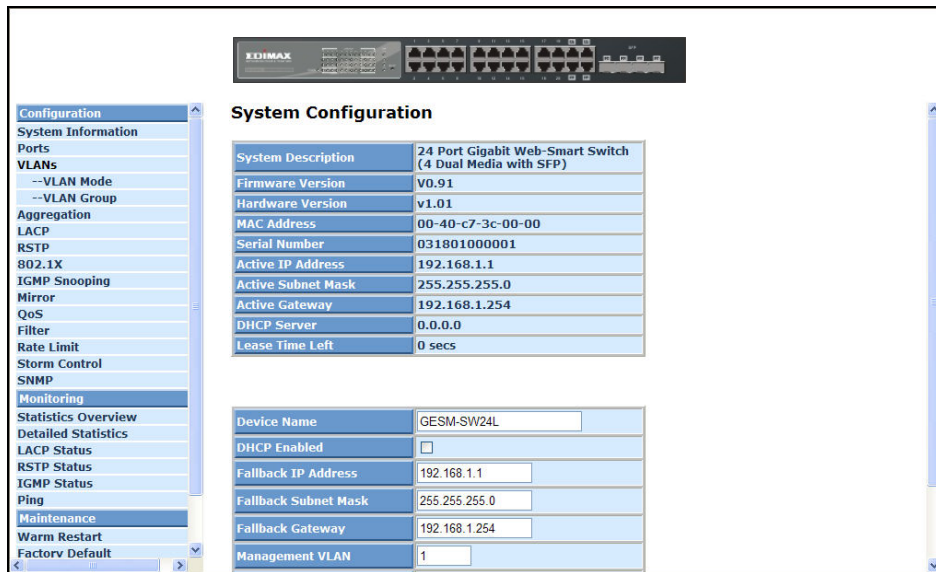 EDIMAX
SFP
Configuration
System Information
Ports
VLANs
--VLAN Mode
--VLAN Group
Aggregation
LACP
RSTP
802.1X
IGMP Snooping
Mirror
QoS
Filter
Rate Limit
Storm Control
SNMP
Monitoring
Statistics Overview
Detailed Statistics
LACP Status
RSTP Status
IGMP Status
Ping
Maintenance
Warm Restart
Factory Default
System Configuration
System Description 24 Port Gigabit Web-Smart Switch
(4 Dual Media with SFP)
Firmware Version V0.91
Hardware Version v1.01
MAC Address 00-40-c7-3c-00-00
Serial Number 031801000001
Active IP Address 192.168.1.1
Active Subnet Mask 255.255.255.0
Active Gateway 192.168.1.254
DHCP Server 0.0.0.0
Lease Time Left 0 secs
Device Name GESM-SW24L
DHCP Enabled
Fallback IP Address 192.168.1.1
Fallback Subnet Mask 255.255.255.0
Fallback Gateway 192.168.1.254
Management VLAN 1